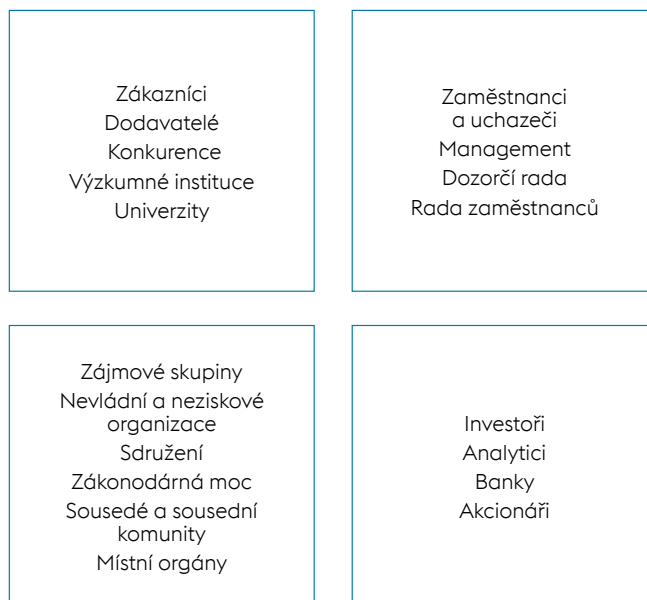 Zákazníci
Dodavatelé
Konkurence
Výzkumné instituce
Univerzity
Zaměstnanci
a uchazeči
Management
Dozorčí rada
Rada zaměstnanců
Zájmové skupiny
Nevládní a neziskové
organizace
Sdružení
Zákonodárná moc
Sousedé a sousední
komunity
Místní orgány
Investoři
Analytici
Banky
Akcionáři